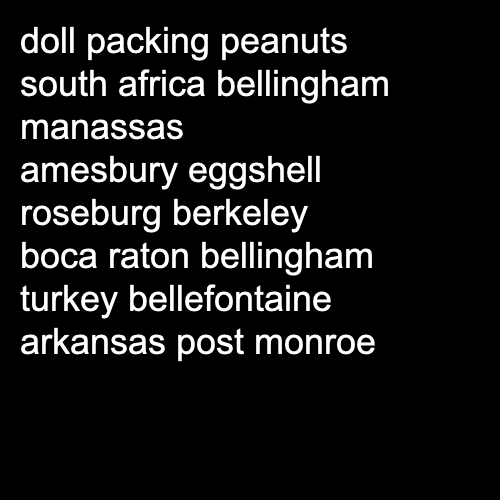 doll packing peanuts
south africa bellingham
manassas
amesbury eggshell
roseburg berkeley
boca raton bellingham
turkey bellefontaine
arkansas post monroe